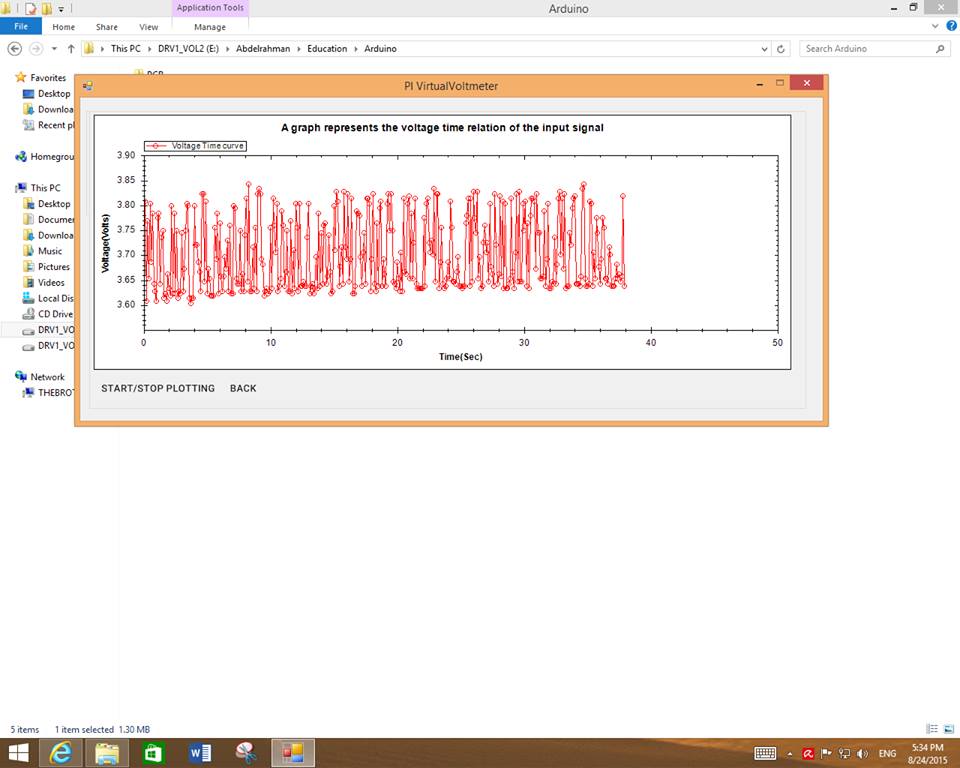 Application Tools
Arduino
File Home Share View Manage
This PC DRV1_VOL2 (E:) Abdelrahman Education Arduino
Search Arduino
Favorites
Desktop
Downloa
Recent pl
Homegrou
This PC
Desktop
Documer
Downloa
Music
Pictures
Videos
Local Dis
CD Drive
DRV1_VO
DRV1_VO
Network
THEBROT
PI VirtualVoltmeter
A graph represents the voltage time relation of the input signal
Voltage Time curve
3.90
3.85
3.80
3.75
3.70
3.65
3.60
Voltage(Volts)
0 10 20 30 40 50
Time(Sec)
START/STOP PLOTTING BACK
5 items 1 item selected 1.30 MB
ENG
5:34 PM
8/24/2015